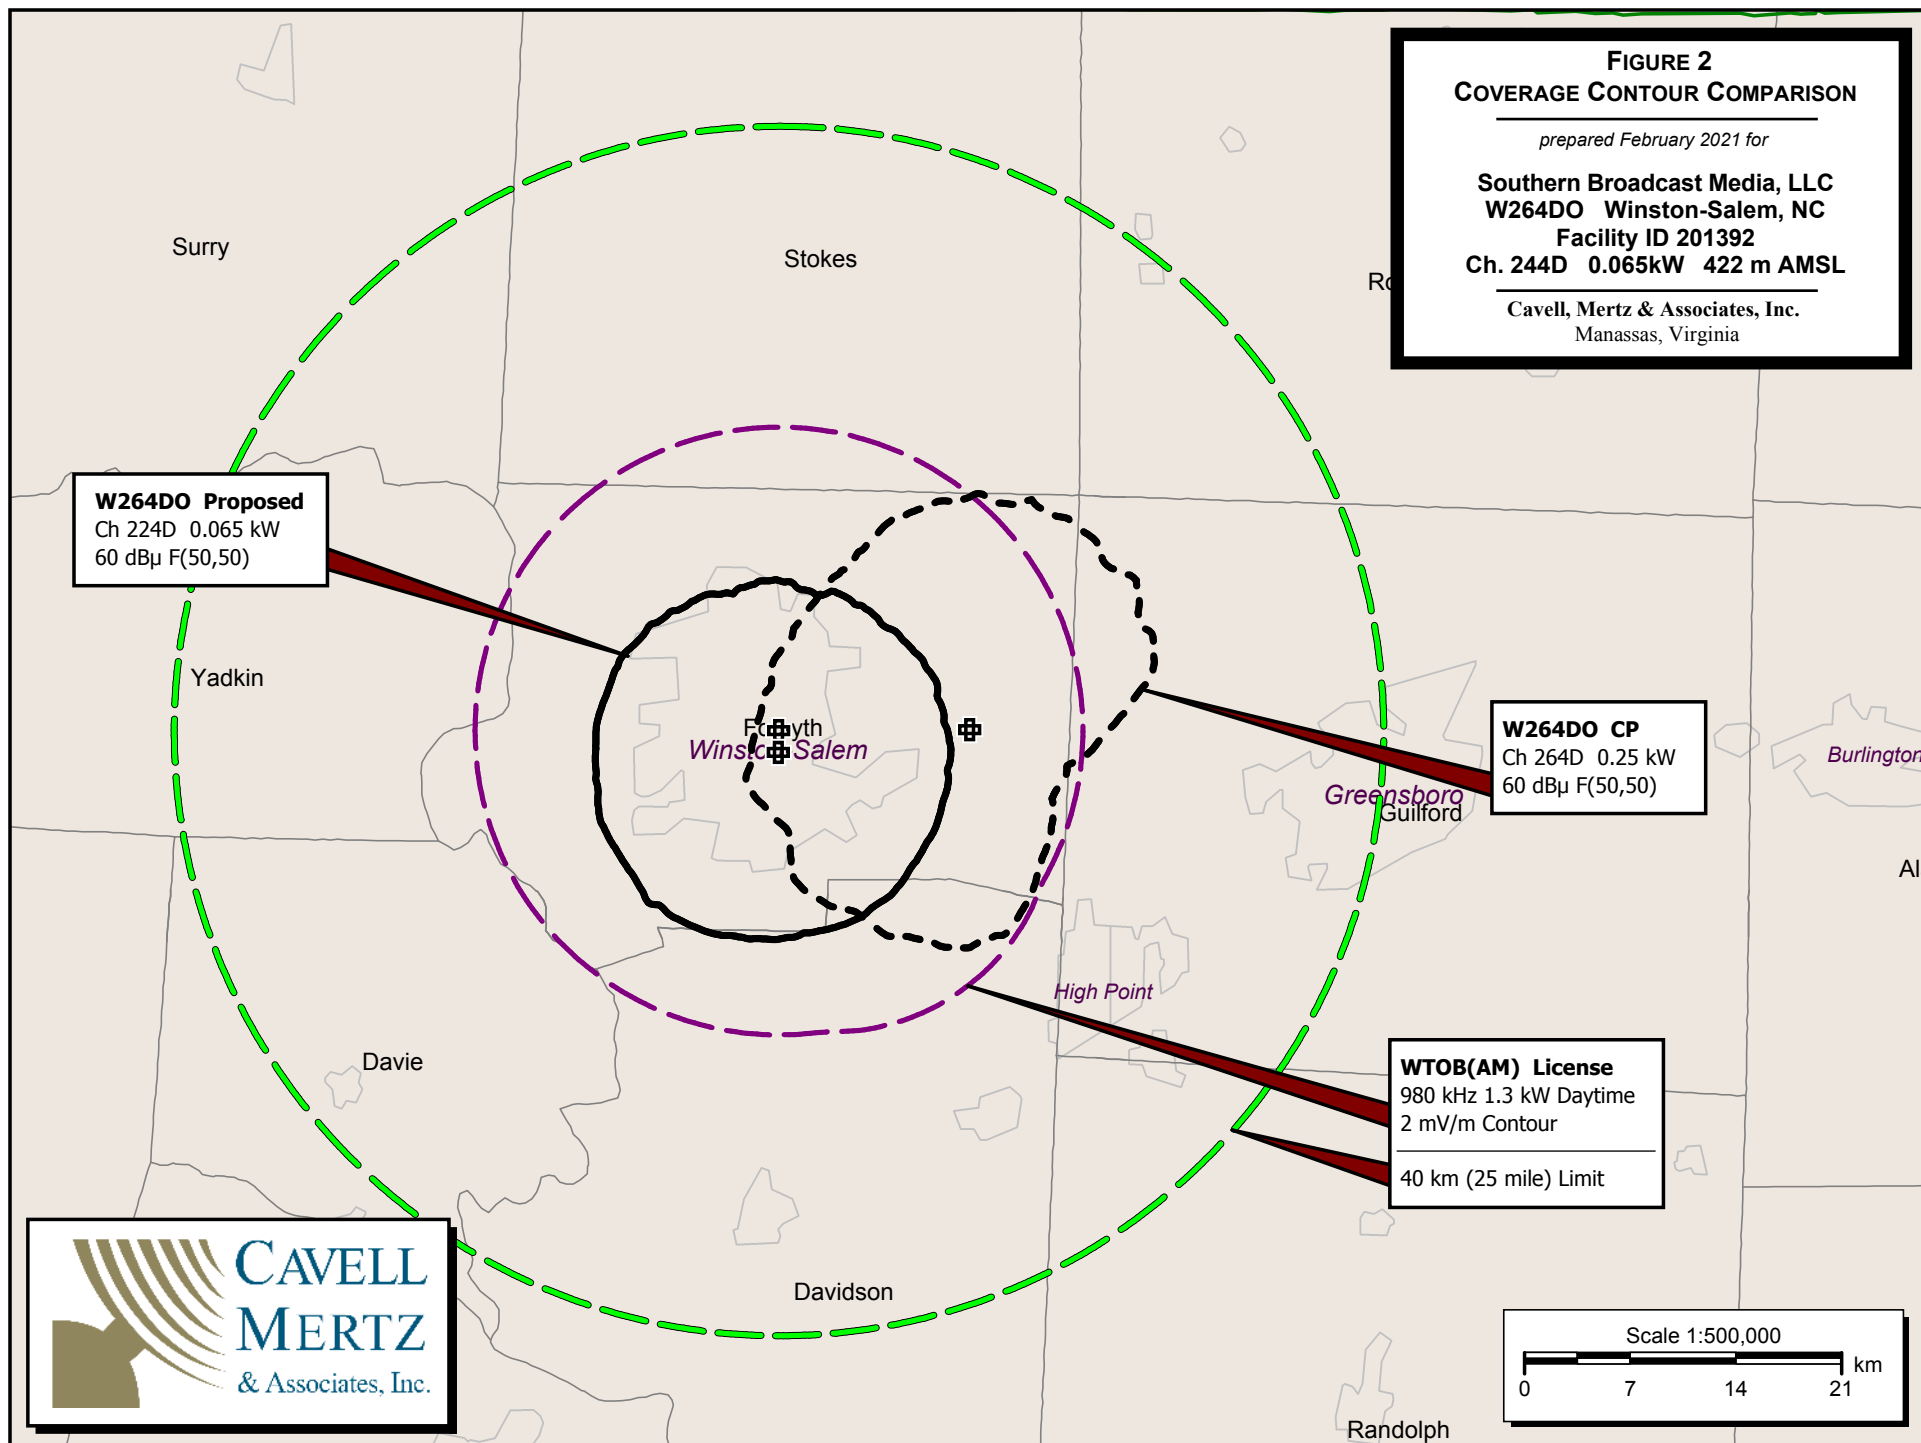 FIGURE 2
COVERAGE CONTOUR COMPARISON
prepared February 2021 for
Southern Broadcast Media, LLC
W264DO Winston-Salem, NC
Facility ID 201392
Ch. 244D 0.065kW 422 m AMSL
Cavell, Mertz & Associates, Inc.
Manassas, Virginia
Surry
Stokes
Ro
W264DO Proposed
Ch 224D 0.065 kW
60 dBµ F(50,50)
Yadkin
Forsyth
Winston-Salem
W264DO CP
Ch 264D 0.25 kW
60 dBµ F(50,50)
Burlington
Greensboro
Guilford
Al
High Point
Davie
WTOB(AM) License
980 kHz 1.3 kW Daytime
2 mV/m Contour
40 km (25 mile) Limit
CAVELL
MERTZ
& Associates, Inc.
Davidson
Scale 1:500,000
km
0 7 14 21
Randolph